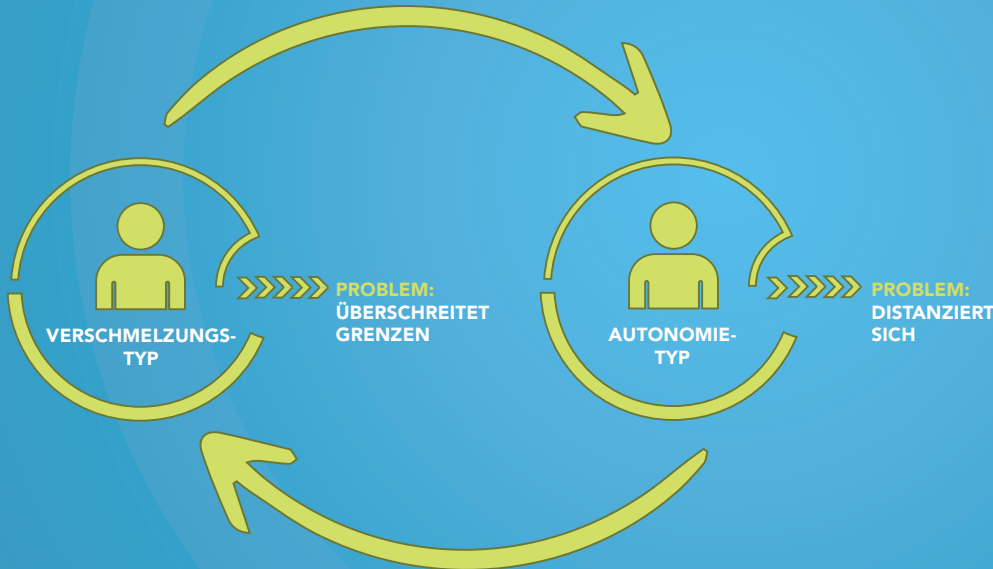 VERSCHMELZUNGS-
TYP
PROBLEM:
ÜBERSCHREITET
GRENZEN
AUTONOMIE-
TYP
PROBLEM:
DISTANZIERT
SICH